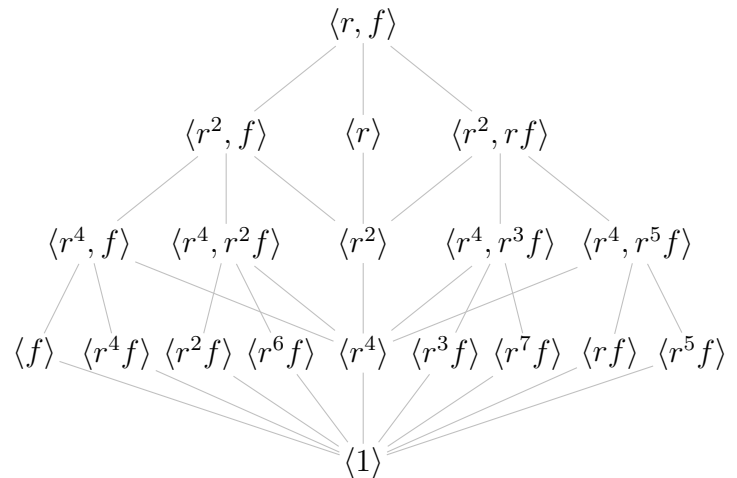 ⟨r, f⟩
⟨r², f⟩ ⟨r⟩ ⟨r², rf⟩
⟨r⁴, f⟩ ⟨r⁴, r²f⟩ ⟨r²⟩ ⟨r⁴, r³f⟩ ⟨r⁴, r⁵f⟩
⟨f⟩ ⟨r⁴f⟩ ⟨r²f⟩ ⟨r⁶f⟩ ⟨r⁴⟩ ⟨r³f⟩ ⟨r⁷f⟩ ⟨rf⟩ ⟨r⁵f⟩
⟨1⟩